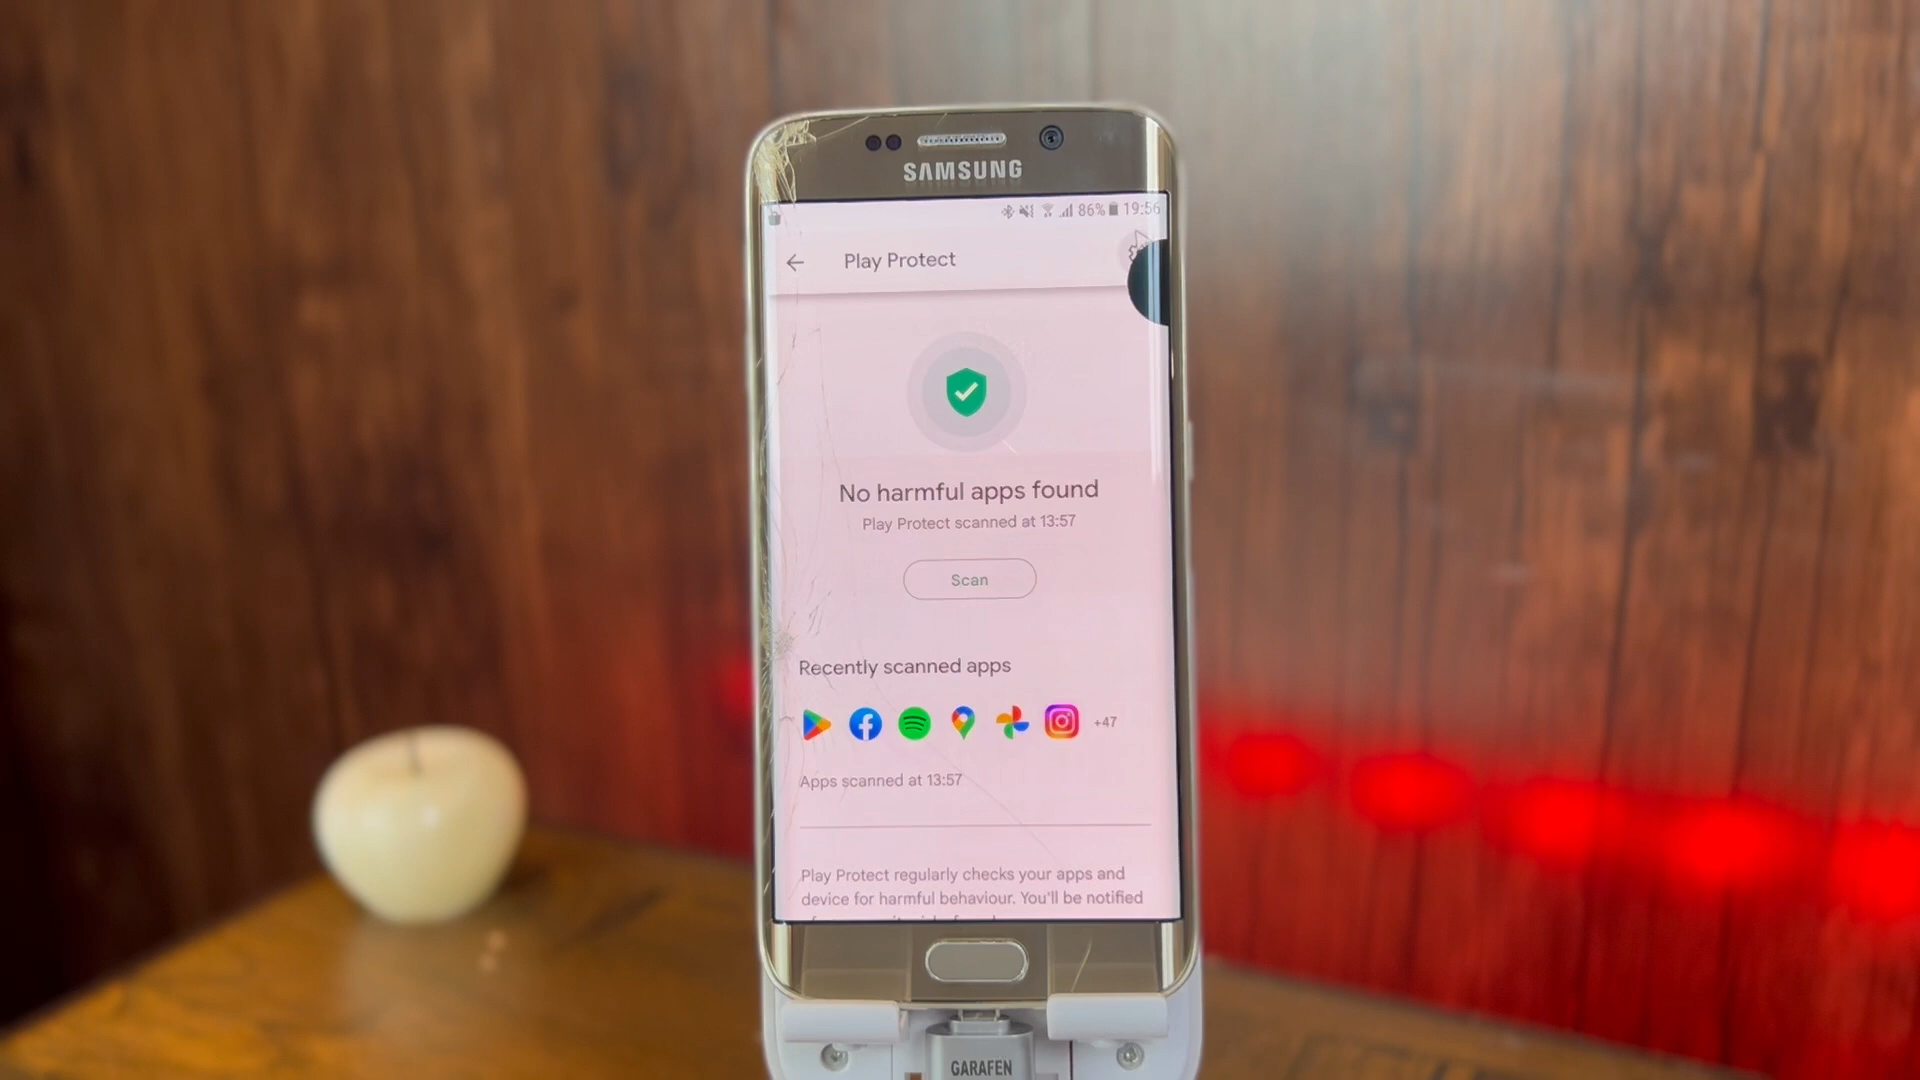 SAMSUNG
86% 19:56
Play Protect
No harmful apps found
Play Protect scanned at 13:57
Scan
Recently scanned apps
+47
Apps scanned at 13:57
Play Protect regularly checks your apps and
device for harmful behaviour. You'll be notified
GARAFEN